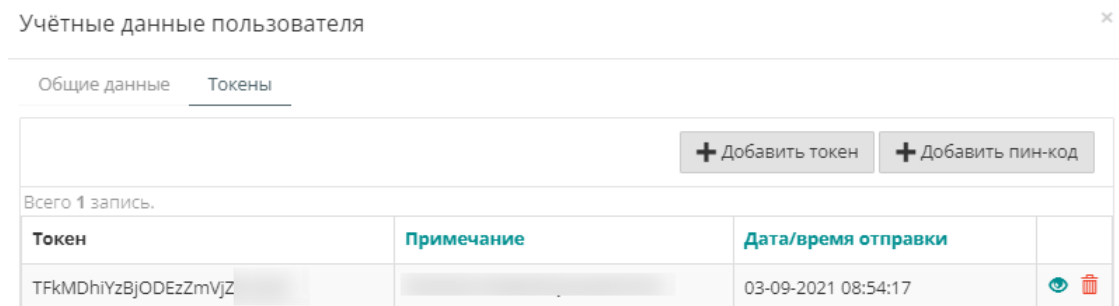 Учётные данные пользователя
Общие данные Токены
Добавить токен Добавить пин-код
Всего 1 запись.
Токен Примечание Дата/время отправки
TFkMDhiYzBjODEzZmVjZ 03-09-2021 08:54:17